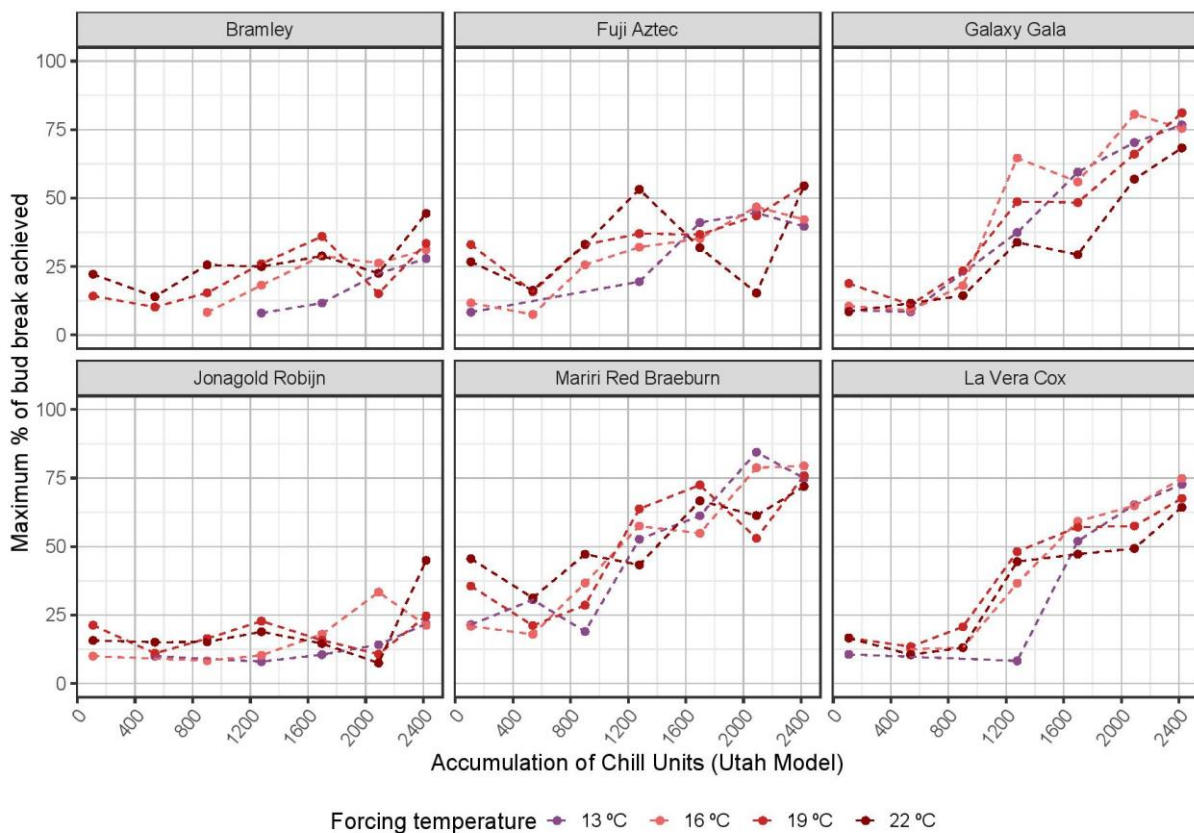 Bramley
Fuji Aztec
Galaxy Gala
100
75
50
25
0
Jonagold Robijn
Mariri Red Braeburn
La Vera Cox
100
75
50
25
0
Maximum % of bud break achieved
0 400 800 1200 1600 2000 2400
0 400 800 1200 1600 2000 2400
0 400 800 1200 1600 2000 2400
Accumulation of Chill Units (Utah Model)
Forcing temperature 13 ºC 16 ºC 19 ºC 22 ºC